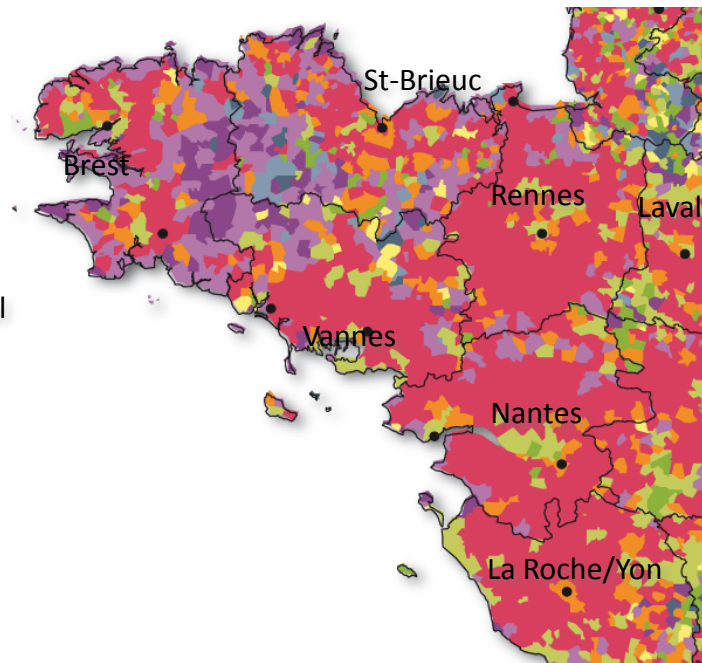 St-Brieuc
Brest
Rennes
Laval
l
Vannes
Nantes
La Roche/Yon